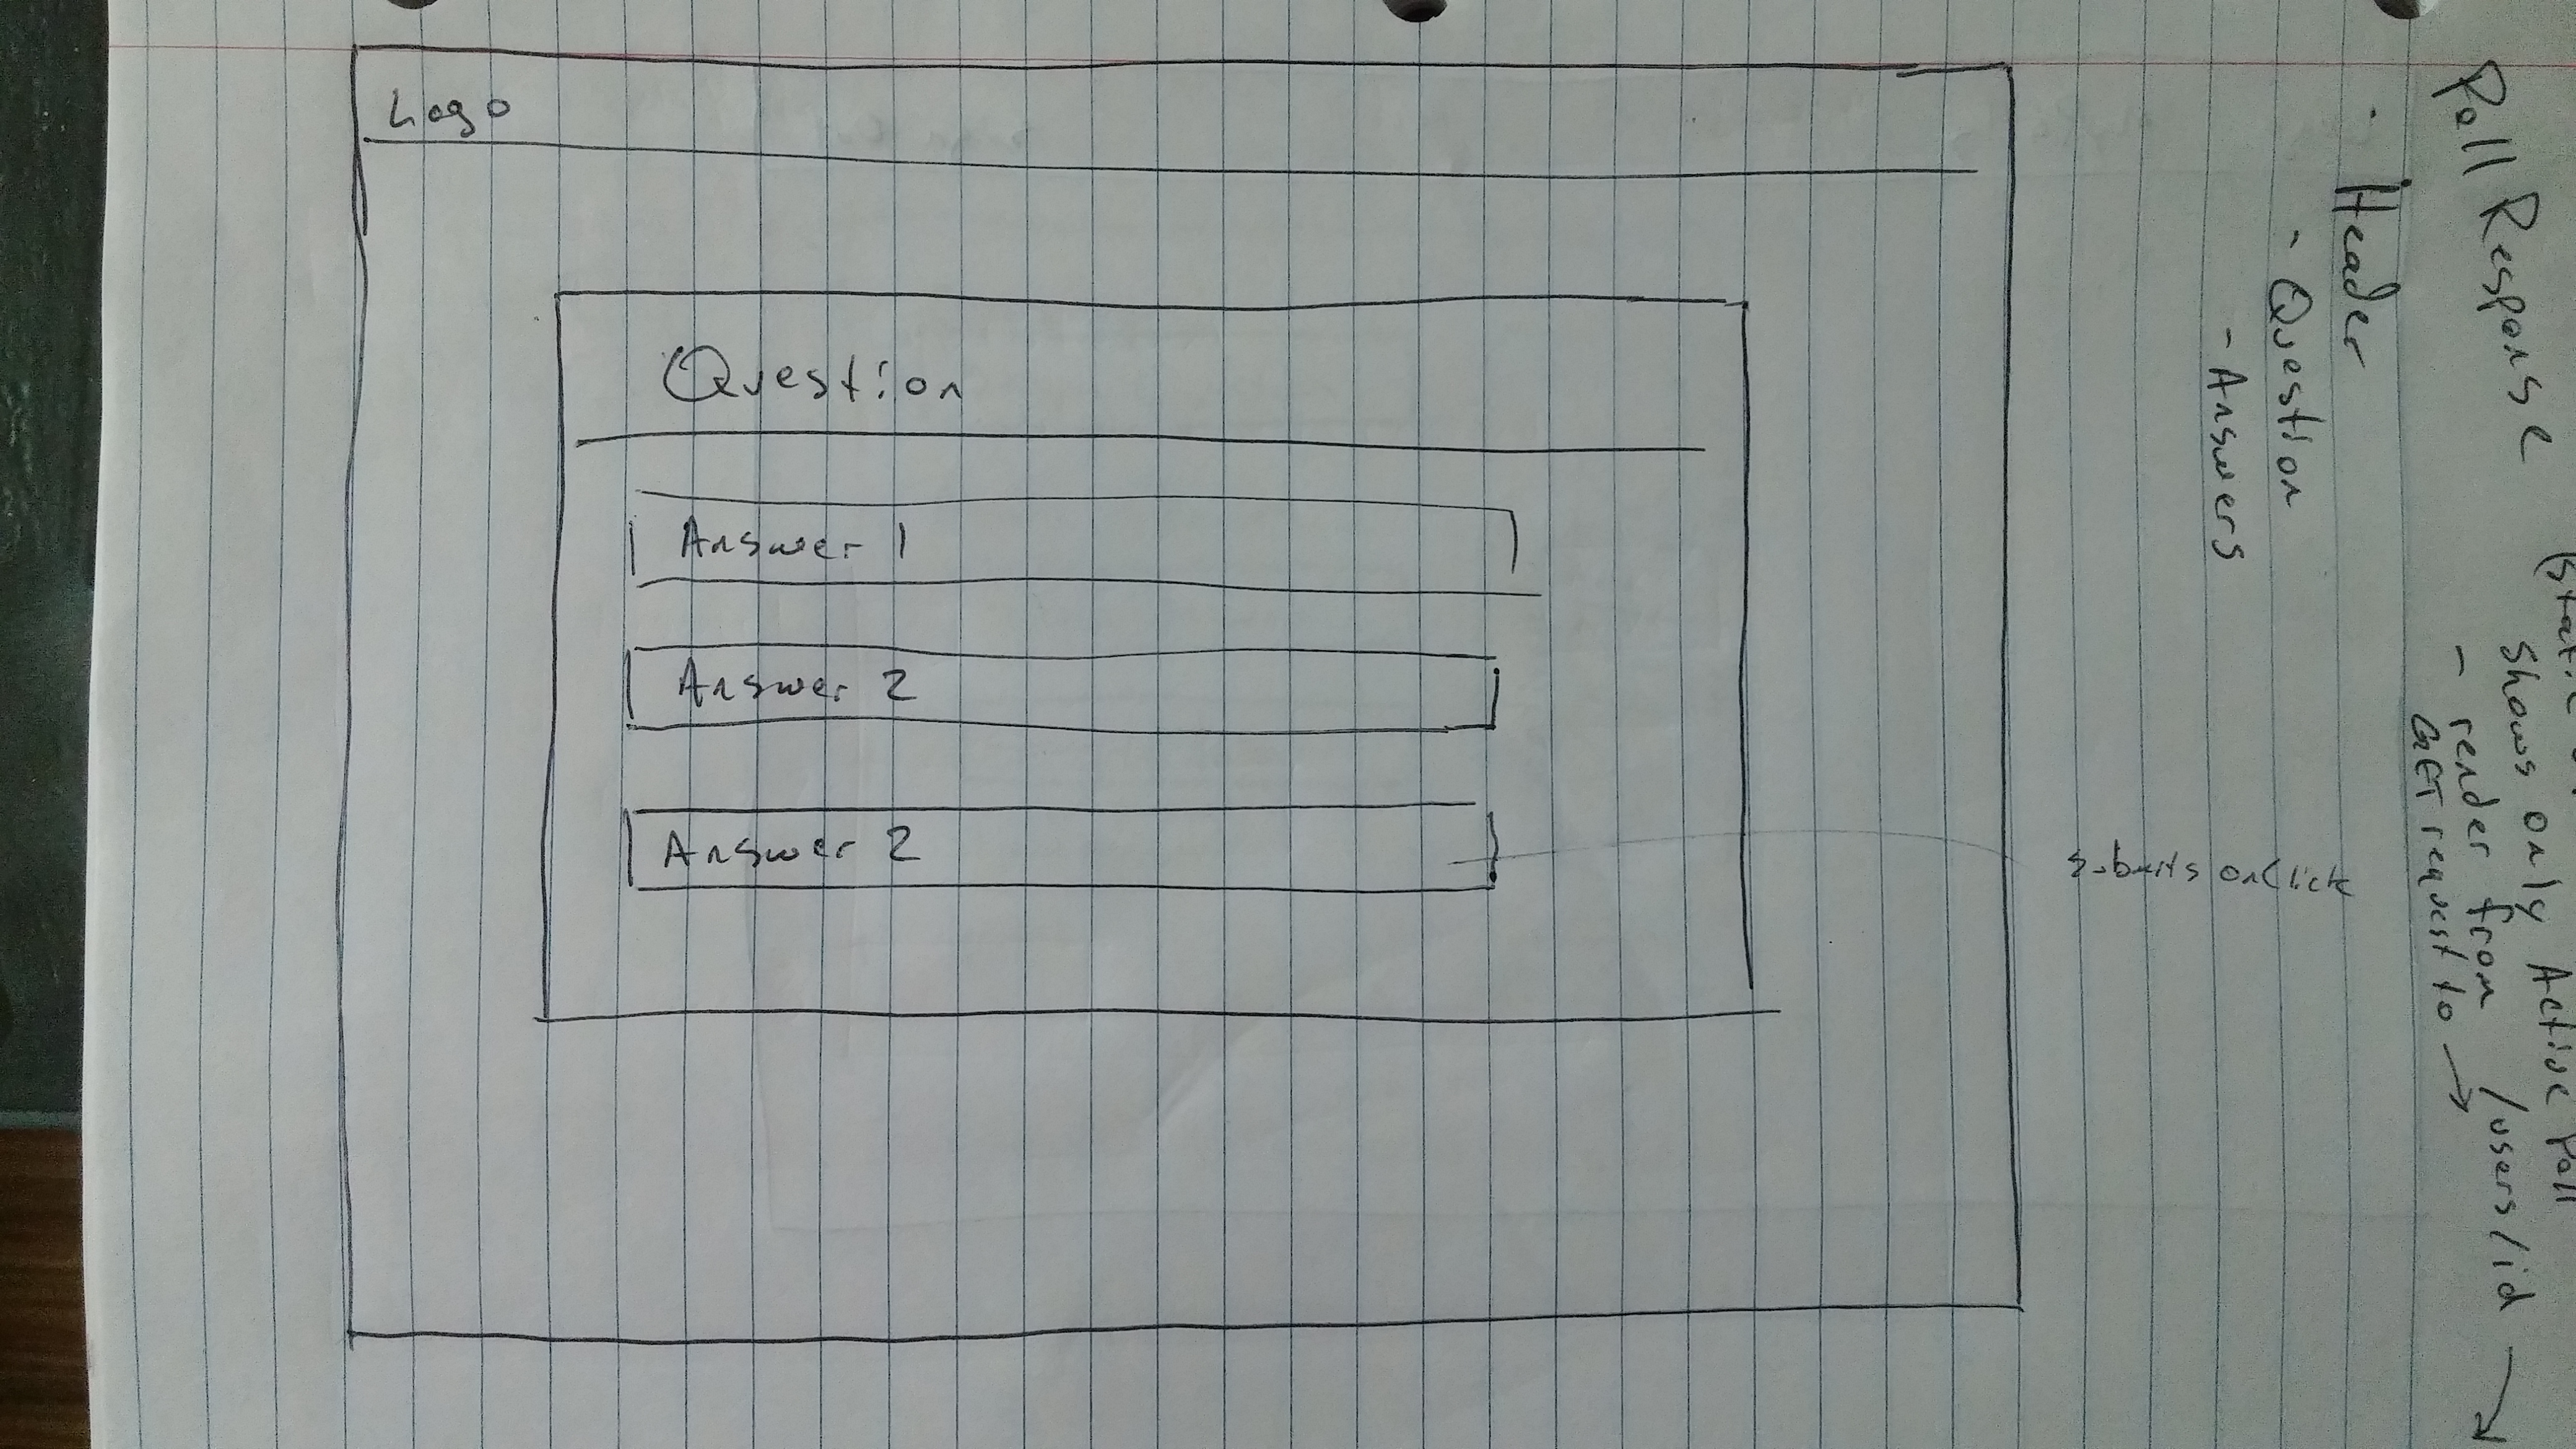 Logo
Question
Answer 1
Answer 2
Answer 2
submits onClick
Poll Response
Header
- Question
- Answers
(Static
Shows only Active Poll
- render from /users/id →
GET request to →